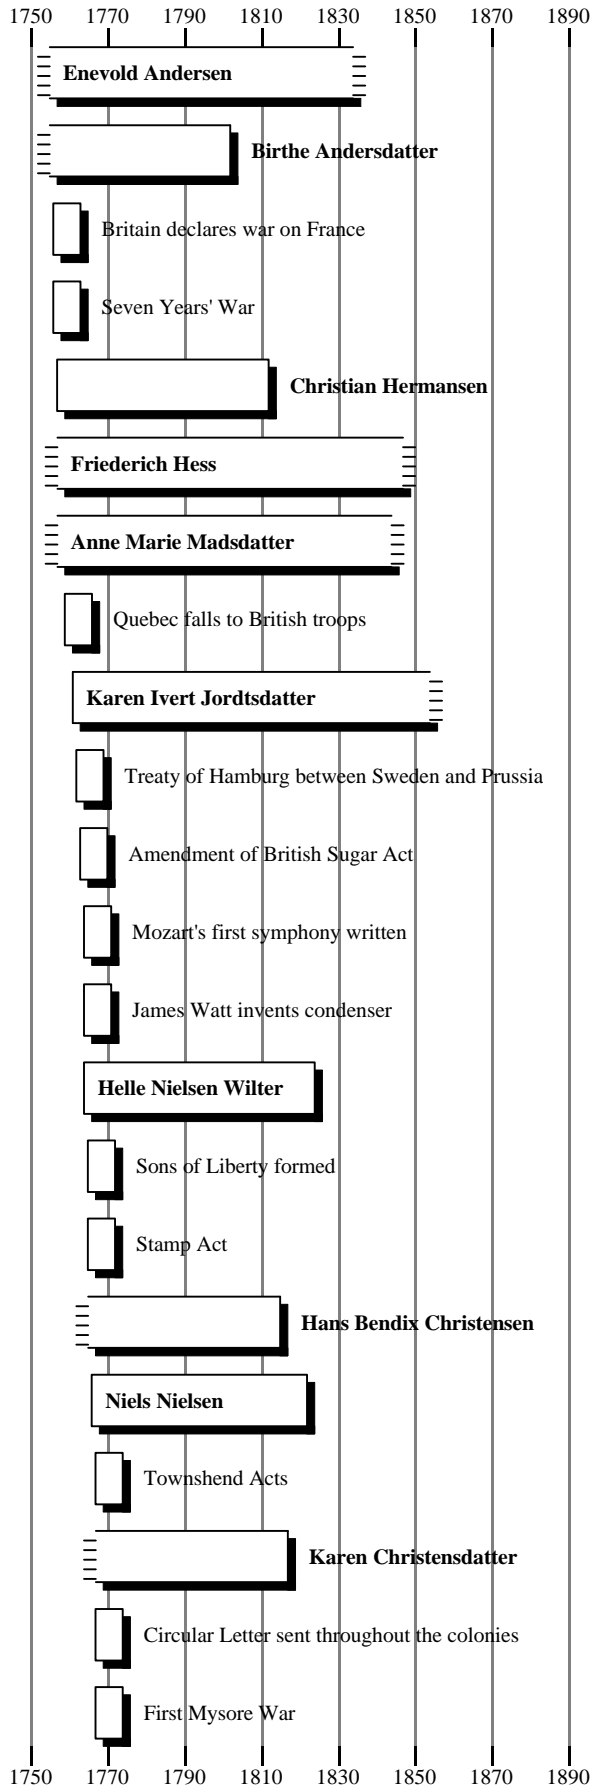 1750 1770 1790 1810 1830 1850 1870 1890
Enevold Andersen
Birthe Andersdatter
Britain declares war on France
Seven Years' War
Christian Hermansen
Friederich Hess
Anne Marie Madsdatter
Quebec falls to British troops
Karen Ivert Jordtsdatter
Treaty of Hamburg between Sweden and Prussia
Amendment of British Sugar Act
Mozart's first symphony written
James Watt invents condenser
Helle Nielsen Wilter
Sons of Liberty formed
Stamp Act
Hans Bendix Christensen
Niels Nielsen
Townshend Acts
Karen Christensdatter
Circular Letter sent throughout the colonies
First Mysore War
1750 1770 1790 1810 1830 1850 1870 1890